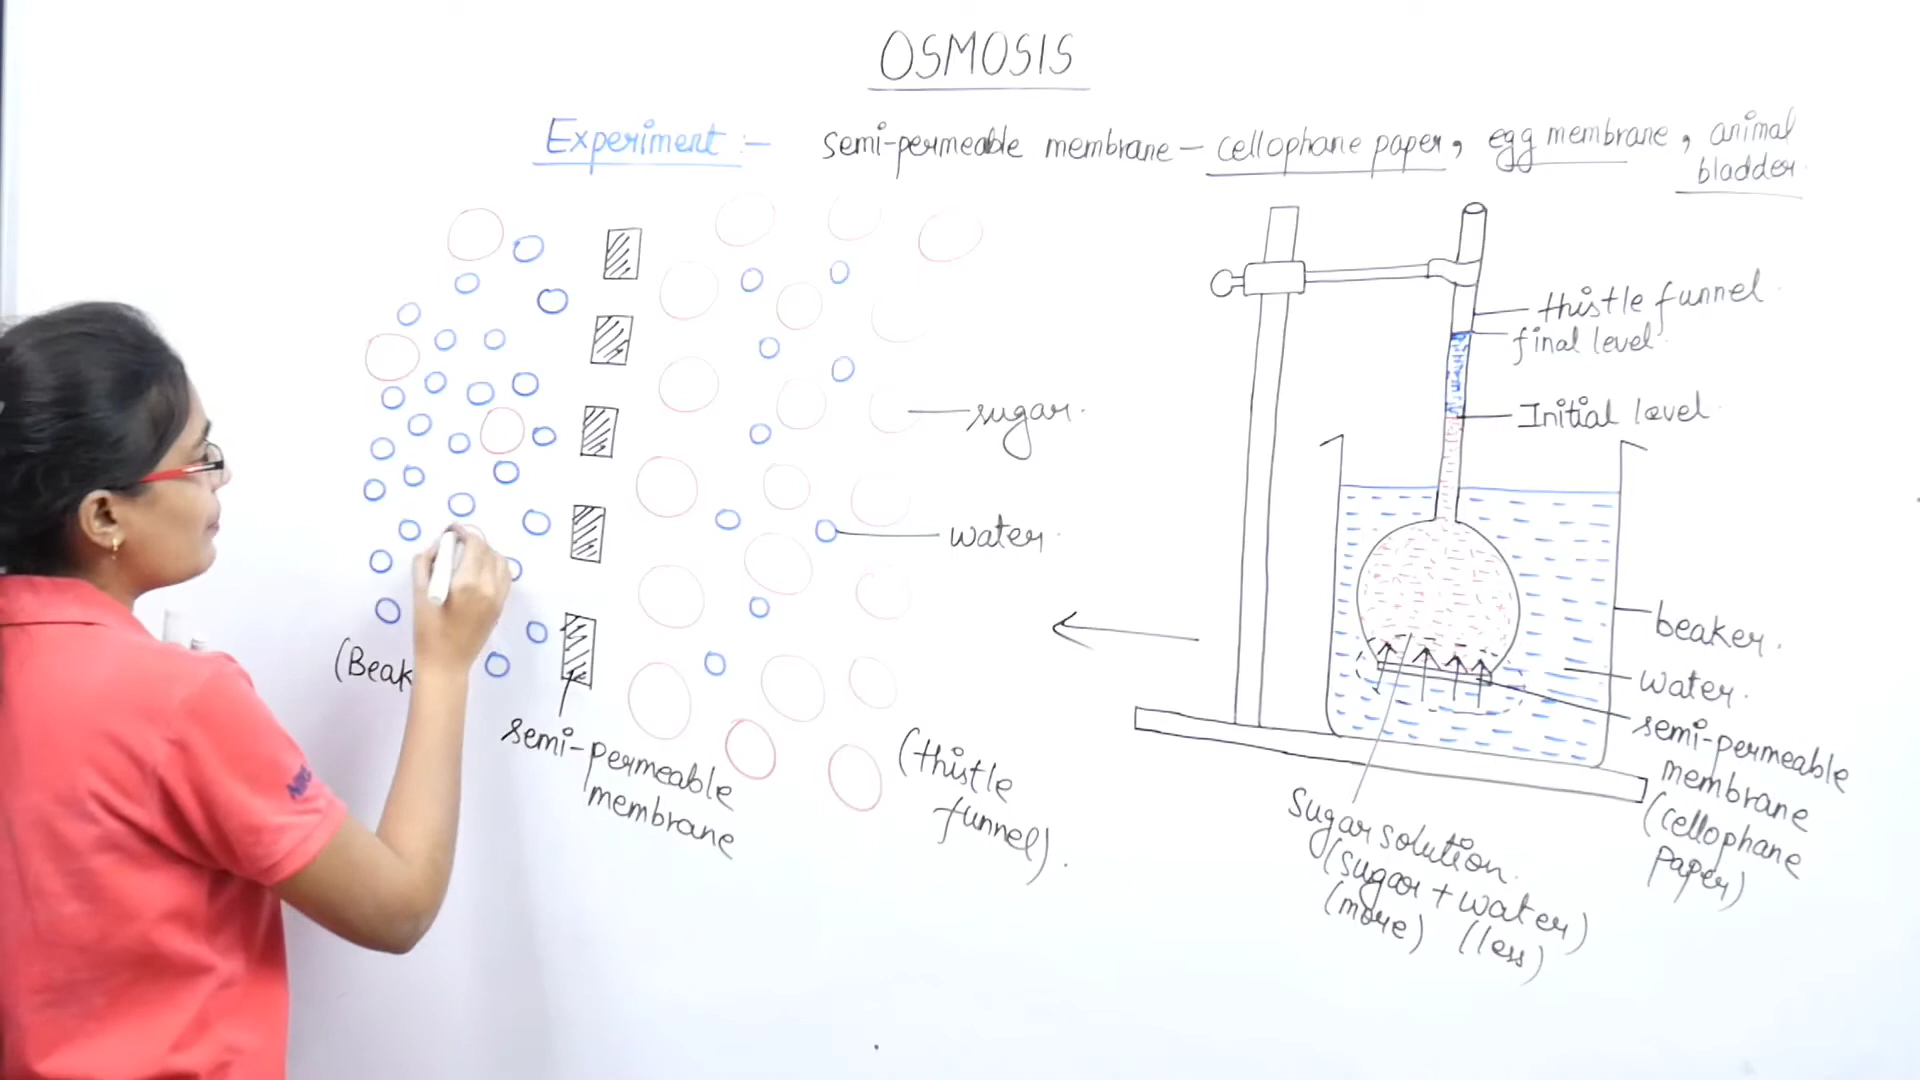 OSMOSIS
Experiment :- semi-permeable membrane - cellophane paper, egg membrane, animal
bladder
thistle funnel
final level
Initial level
sugar
water
beaker
water
semi-permeable
membrane
(cellophane
paper)
(Beak
semi-permeable
membrane
(thistle
funnel)
sugar solution
(sugar + water)
(more) (less)